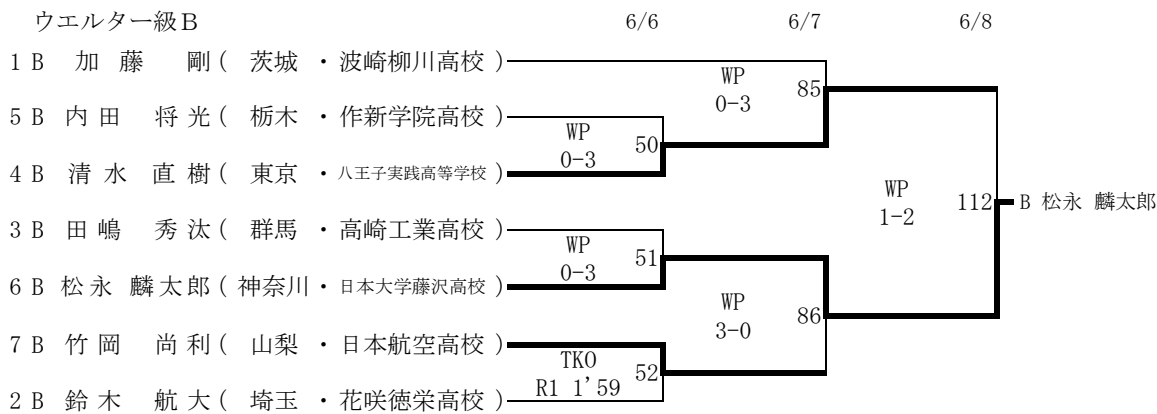 ウエルター級B 6/6 6/7 6/8
1 B 加藤 剛( 茨城 ・波崎柳川高校 )
WP
0-3
85
5 B 内田 将光( 栃木 ・作新学院高校 )
WP
0-3
50
4 B 清水 直樹( 東京 ・八王子実践高等学校 )
WP
1-2
112
B 松永 麟太郎
3 B 田嶋 秀汰( 群馬 ・高崎工業高校 )
WP
0-3
51
6 B 松永 麟太郎( 神奈川・日本大学藤沢高校 )
WP
3-0
86
7 B 竹岡 尚利( 山梨 ・日本航空高校 )
TKO
R1 1'59
52
2 B 鈴木 航大( 埼玉 ・花咲徳栄高校 )